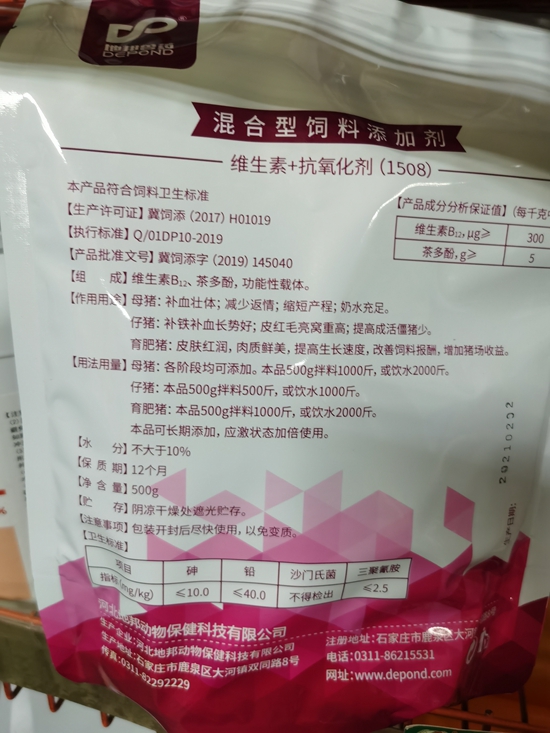 DEPOND
混合型饲料添加剂
维生素+抗氧化剂(1508)
本产品符合饲料卫生标准
【产品成分分析保证值】(每千克
【生产许可证】冀饲添(2017)H01019
维生素B₁₂,μg≥ 300
【执行标准】Q/01DP10-2019
茶多酚,g≥ 5
【产品批准文号】冀饲添字(2019)145040
【组 成】维生素B₁₂、茶多酚,功能性载体。
【作用用途】母猪:补血壮体;减少返情;缩短产程;奶水充足。
仔猪:补铁补血长势好;皮红毛亮窝重高;提高成活僵猪少。
育肥猪:皮肤红润,肉质鲜美,提高生长速度,改善饲料报酬,增加猪场收益。
【用法用量】母猪:各阶段均可添加。本品500g拌料1000斤,或饮水2000斤。
仔猪:本品500g拌料500斤,或饮水1000斤。
育肥猪:本品500g拌料1000斤,或饮水2000斤。
本品可长期添加,应激状态加倍使用。
【水 分】不大于10%
【保 质 期】12个月
【净 含 量】500g
【贮 存】阴凉干燥处遮光贮存。
【注意事项】包装开封后尽快使用,以免变质。
【卫生标准】
项目 砷 铅 沙门氏菌 三聚氰胺
指标(mg/kg) ≤10.0 ≤40.0 不得检出 ≤2.5
河北地邦动物保健科技有限公司
生产企业:河北地邦动物保健科技有限公司
生产地址:石家庄市鹿泉区大河镇双同路8号
传真:0311-82292229
注册地址:石家庄市鹿泉区大河
电话:0311-86215531
网址:www.depond.com
生产日期:
20210202